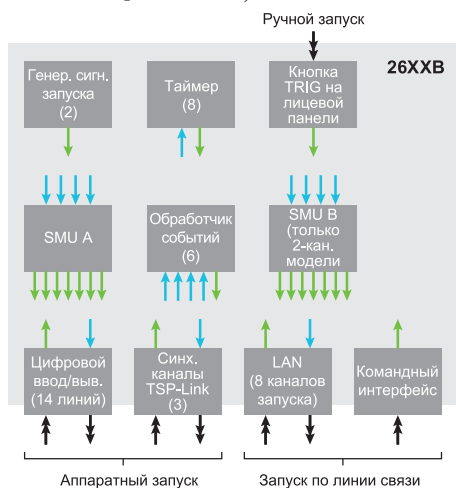 Ручной запуск
26XXB
Генер. сигн.
запуска
(2)
Таймер
(8)
Кнопка
TRIG на
лицевой
панели
SMU A
Обработчик
событий
(6)
SMU B
(только
2-кан.
модели
Цифровой
ввод/выв.
(14 линий)
Синх.
каналы
TSP-Link
(3)
LAN
(8 каналов
запуска)
Командный
интерфейс
Аппаратный запуск
Запуск по линии связи